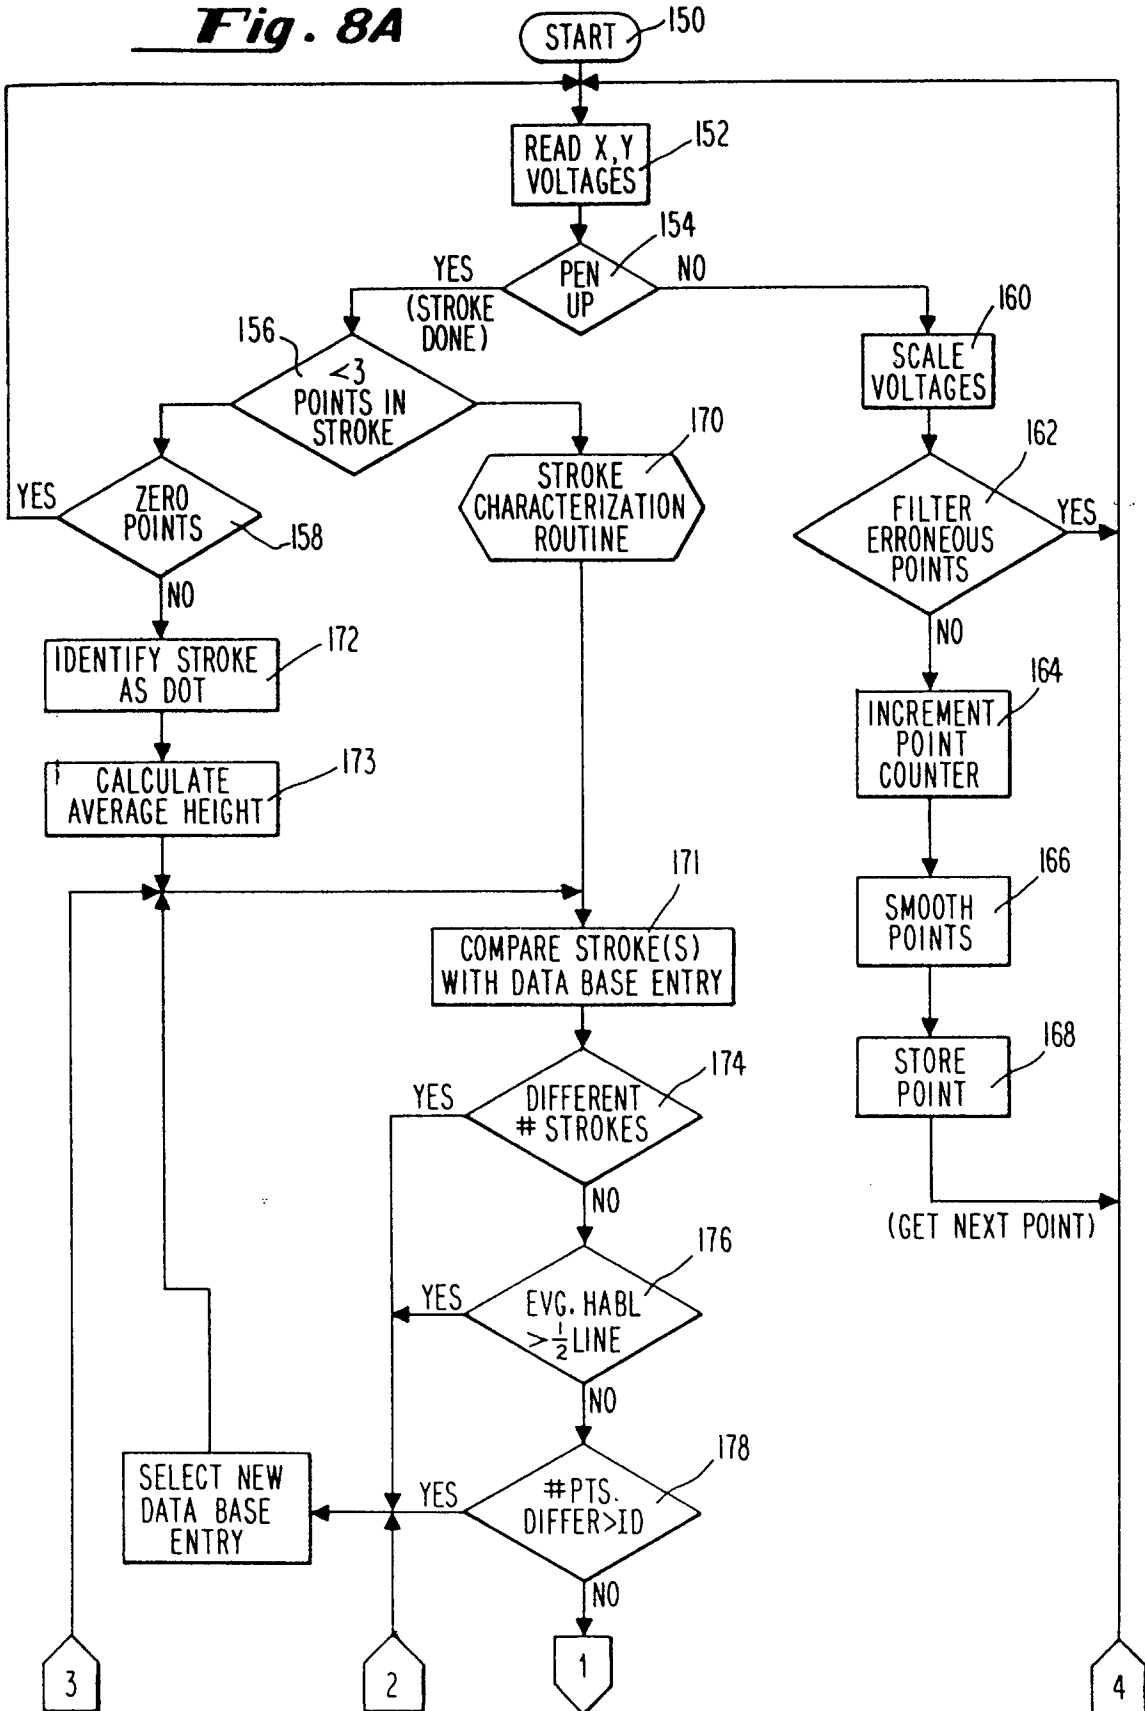 Fig. 8A
START
150
READ X,Y
VOLTAGES
152
PEN
UP
154
YES
(STROKE
DONE)
NO
<3
POINTS IN
STROKE
156
SCALE
VOLTAGES
160
ZERO
POINTS
158
YES
NO
STROKE
CHARACTERIZATION
ROUTINE
170
FILTER
ERRONEOUS
POINTS
162
YES
NO
IDENTIFY STROKE
AS DOT
172
INCREMENT
POINT
COUNTER
164
CALCULATE
AVERAGE HEIGHT
173
SMOOTH
POINTS
166
COMPARE STROKE(S)
WITH DATA BASE ENTRY
171
STORE
POINT
168
(GET NEXT POINT)
DIFFERENT
# STROKES
174
YES
NO
EVG. HABL
>½ LINE
176
YES
NO
#PTS.
DIFFER>ID
178
YES
NO
SELECT NEW
DATA BASE
ENTRY
3
2
1
4